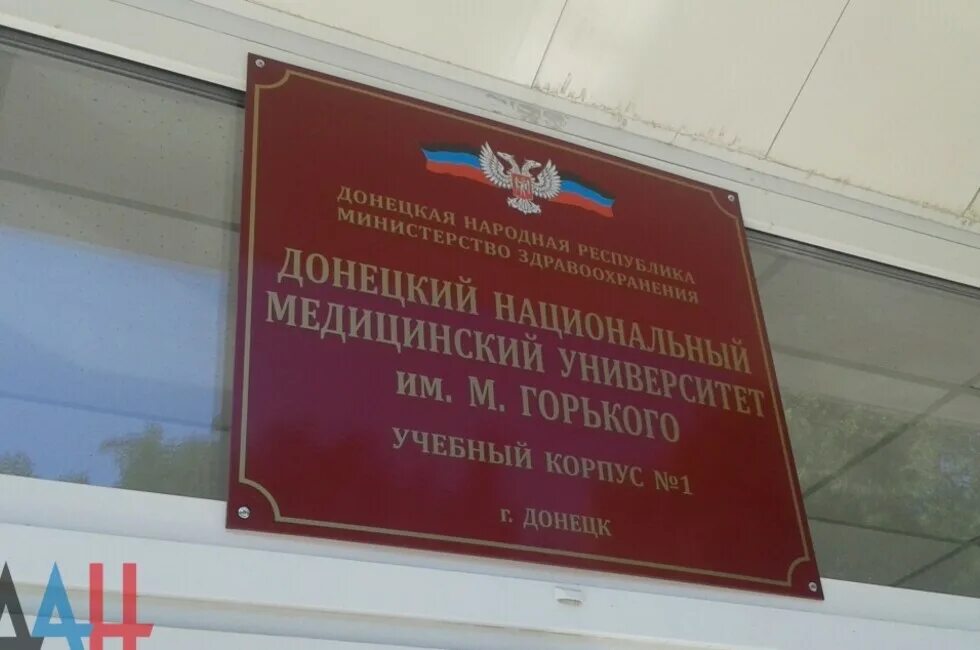 ДОНЕЦКАЯ НАРОДНАЯ РЕСПУБЛИКА
МИНИСТЕРСТВО ЗДРАВООХРАНЕНИЯ
ДОНЕЦКИЙ НАЦИОНАЛЬНЫЙ
МЕДИЦИНСКИЙ УНИВЕРСИТЕТ
ИМ. М. ГОРЬКОГО
УЧЕБНЫЙ КОРПУС №1
г. ДОНЕЦК
ДАН